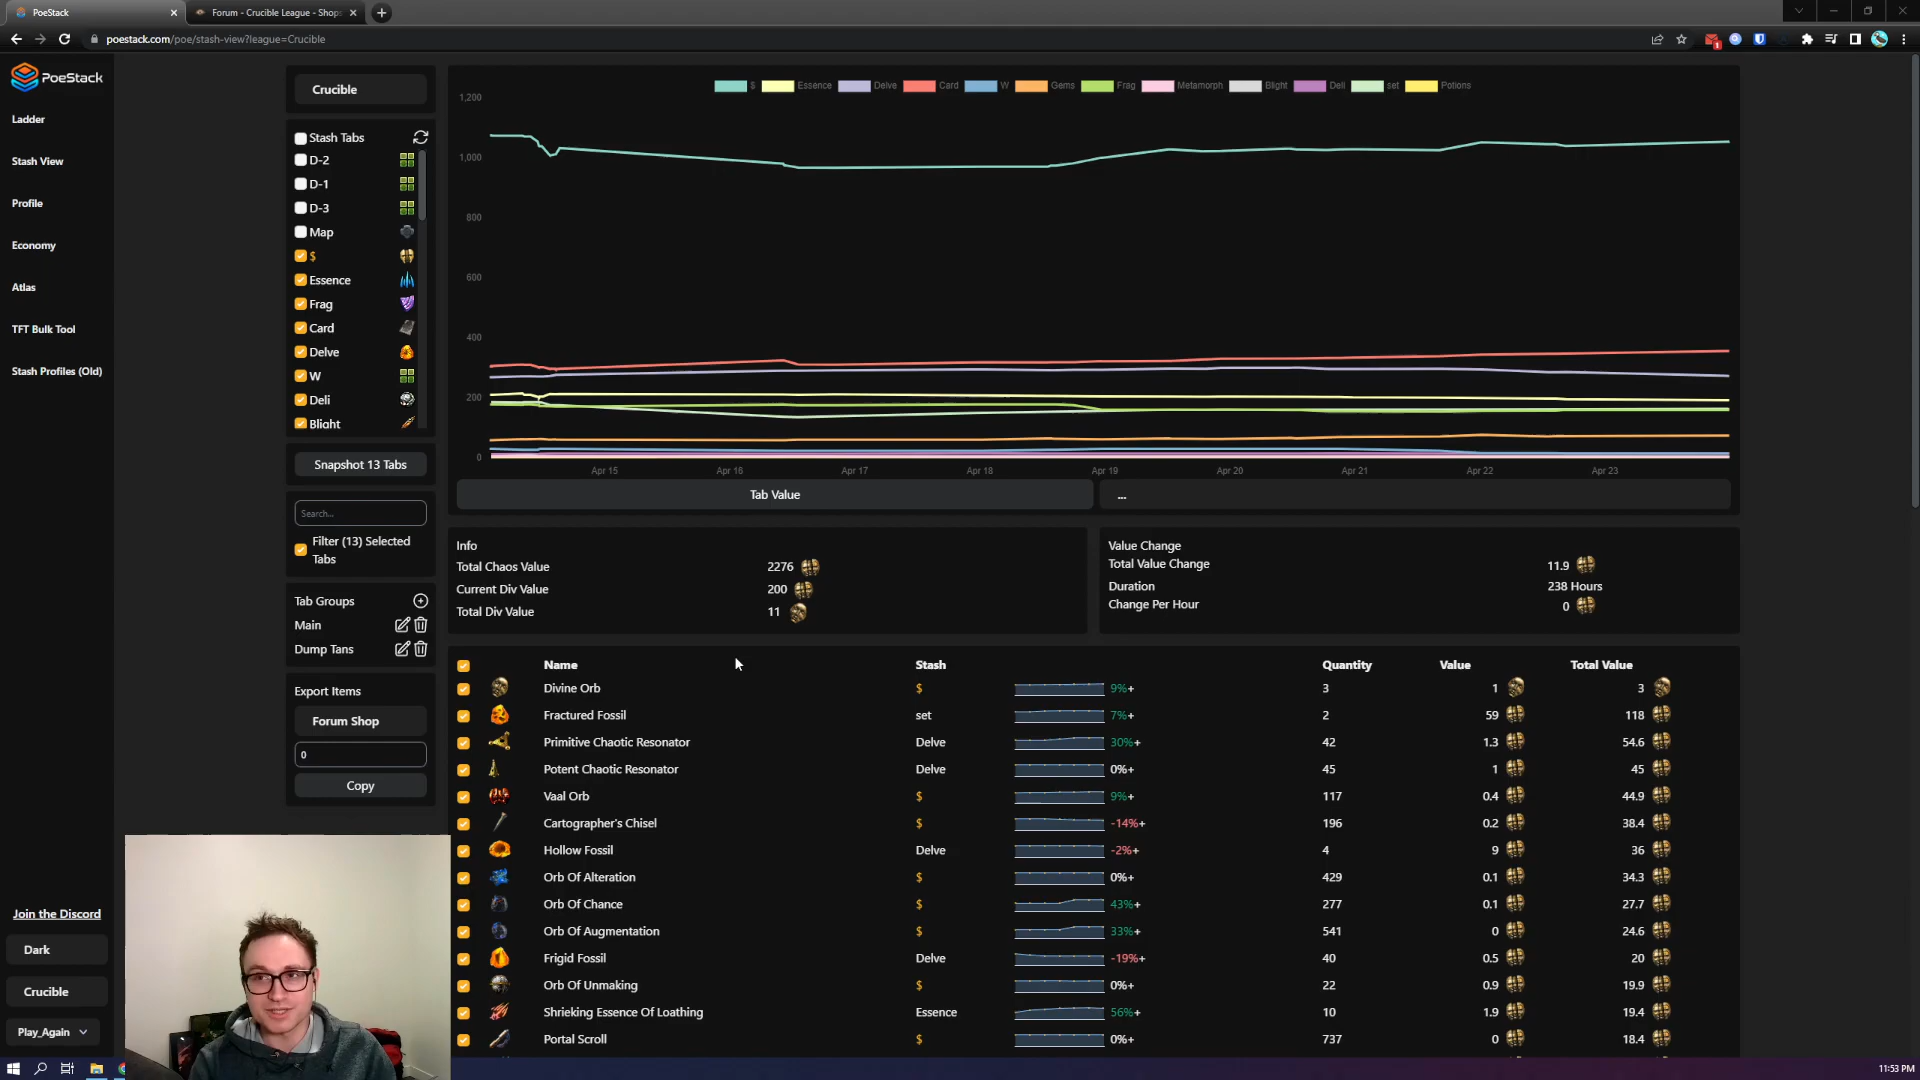 PoeStack
Forum - Crucible League - Shops
poestack.com/poe/stash-view?league=Crucible
PoeStack
Ladder
Stash View
Profile
Economy
Atlas
TFT Bulk Tool
Stash Profiles (Old)
Join the Discord
Dark
Crucible
Play_Again
Crucible
Stash Tabs
D-2
D-1
D-3
Map
$
Essence
Frag
Card
Delve
W
Deli
Blight
Snapshot 13 Tabs
Search...
Filter (13) Selected
Tabs
Tab Groups
Main
Dump Tans
Export Items
Forum Shop
0
Copy
$ Essence Delve Card W Gems Frag Metamorph Blight Deli set Potions
1,200
1,000
800
600
400
200
0
Apr 15 Apr 16 Apr 17 Apr 18 Apr 19 Apr 20 Apr 21 Apr 22 Apr 23
Tab Value
...
Info
Total Chaos Value 2276
Current Div Value 200
Total Div Value 11
Value Change
Total Value Change 11.9
Duration 238 Hours
Change Per Hour 0
Name Stash Quantity Value Total Value
Divine Orb $ 9%+ 3 1 3
Fractured Fossil set 7%+ 2 59 118
Primitive Chaotic Resonator Delve 30%+ 42 1.3 54.6
Potent Chaotic Resonator Delve 0%+ 45 1 45
Vaal Orb $ 9%+ 117 0.4 44.9
Cartographer's Chisel $ -14%+ 196 0.2 38.4
Hollow Fossil Delve -2%+ 4 9 36
Orb Of Alteration $ 0%+ 429 0.1 34.3
Orb Of Chance $ 43%+ 277 0.1 27.7
Orb Of Augmentation $ 33%+ 541 0 24.6
Frigid Fossil Delve -19%+ 40 0.5 20
Orb Of Unmaking $ 0%+ 22 0.9 19.9
Shrieking Essence Of Loathing Essence 56%+ 10 1.9 19.4
Portal Scroll $ 0%+ 737 0 18.4
11:53 PM